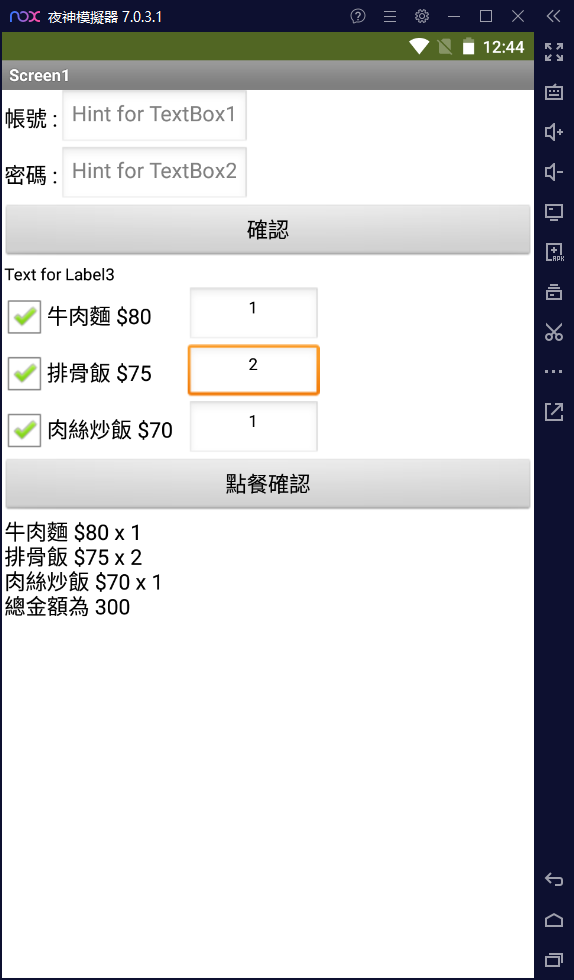 nox 夜神模擬器 7.0.3.1
12:44
Screen1
帳號 : Hint for TextBox1
密碼 : Hint for TextBox2
確認
Text for Label3
牛肉麵 $80 1
排骨飯 $75 2
肉絲炒飯 $70 1
點餐確認
牛肉麵 $80 x 1
排骨飯 $75 x 2
肉絲炒飯 $70 x 1
總金額為 300
APK